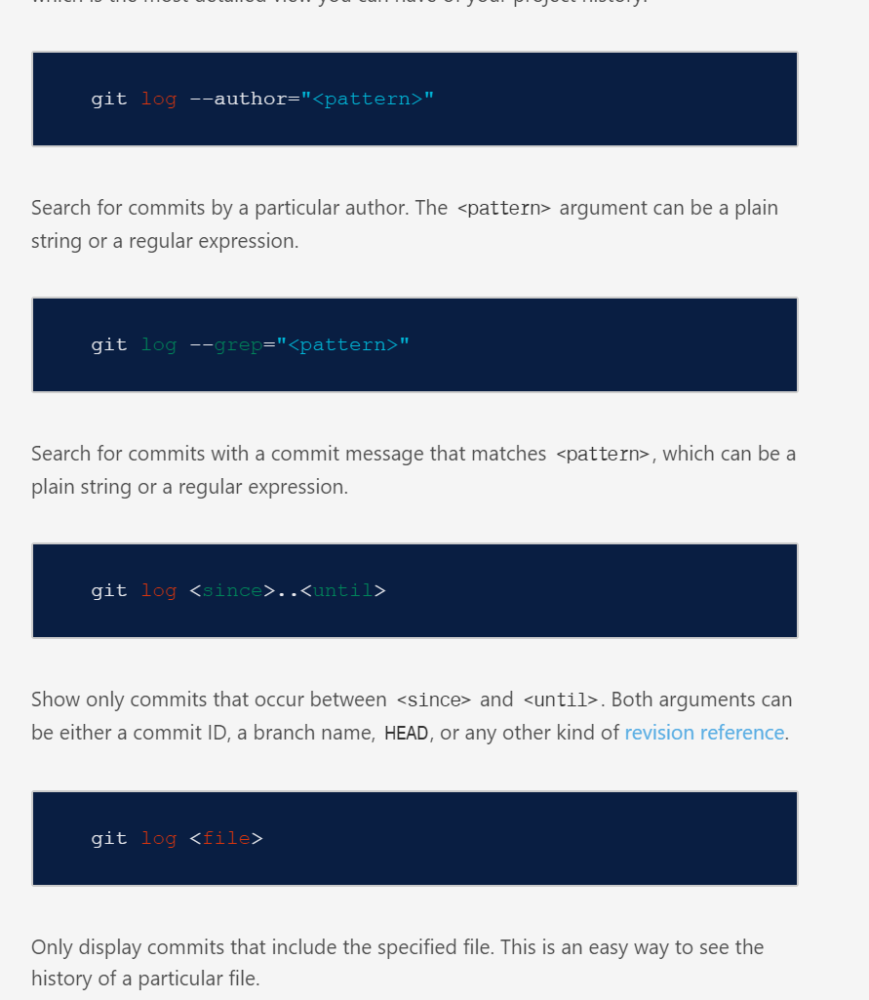 which is the most detailed view you can have of your project history.
git log --author="<pattern>"
Search for commits by a particular author. The <pattern> argument can be a plain
string or a regular expression.
git log --grep="<pattern>"
Search for commits with a commit message that matches <pattern>, which can be a
plain string or a regular expression.
git log <since>..<until>
Show only commits that occur between <since> and <until>. Both arguments can
be either a commit ID, a branch name, HEAD, or any other kind of revision reference.
git log <file>
Only display commits that include the specified file. This is an easy way to see the
history of a particular file.